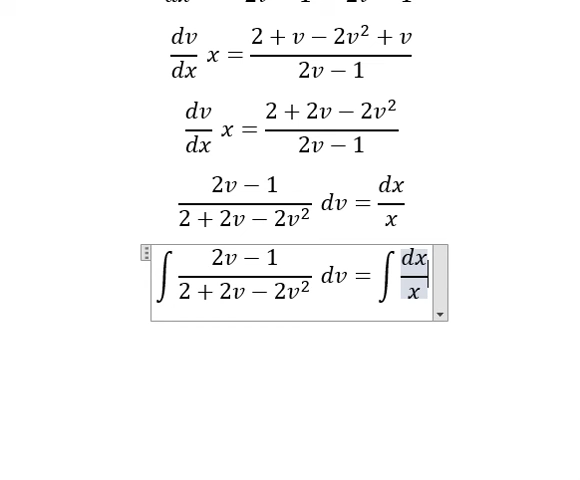 dv/dx x = (2 + v − 2v² + v)/(2v − 1)
dv/dx x = (2 + 2v − 2v²)/(2v − 1)
(2v − 1)/(2 + 2v − 2v²) dv = dx/x
∫ (2v − 1)/(2 + 2v − 2v²) dv = ∫ dx/x